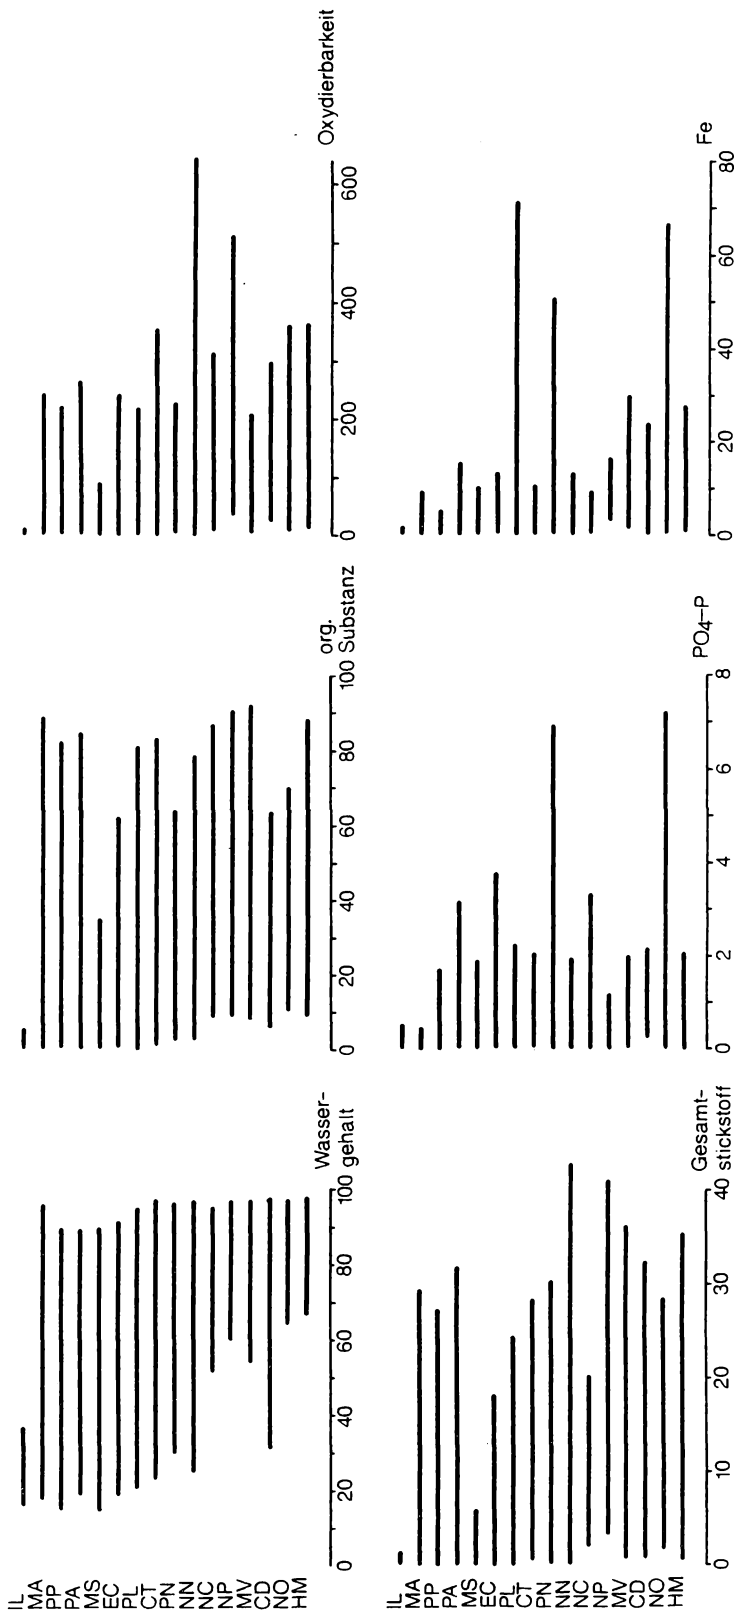 IL
MA
PP
PA
MS
EC
PL
CT
PN
NN
NC
NP
MV
CD
NO
HM
0 20 40 60 80 100
Wasser-
gehalt
0 20 40 60 80 100
org.
Substanz
0 200 400 600
Oxydierbarkeit
IL
MA
PP
PA
MS
EC
PL
CT
PN
NN
NC
NP
MV
CD
NO
HM
0 10 20 30 40
Gesamt-
stickstoff
0 2 4 6 8
PO4–P
0 20 40 60 80
Fe